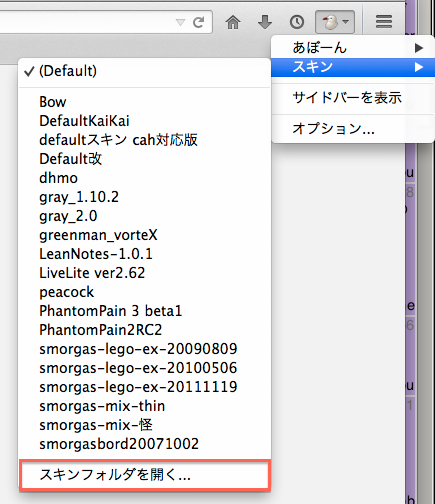 あぼーん
スキン
サイドバーを表示
オプション...
(Default)
Bow
DefaultKaiKai
defaultスキン cah対応版
Default改
dhmo
gray_1.10.2
gray_2.0
greenman_vorteX
LeanNotes-1.0.1
LiveLite ver2.62
peacock
PhantomPain 3 beta1
PhantomPain2RC2
smorgas-lego-ex-20090809
smorgas-lego-ex-20100506
smorgas-lego-ex-20111119
smorgas-mix-thin
smorgas-mix-怪
smorgasbord20071002
スキンフォルダを開く...